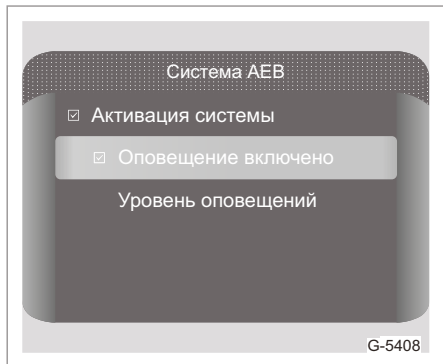 Система AEB
☑ Активация системы
☑ Оповещение включено
Уровень оповещений
G-5408